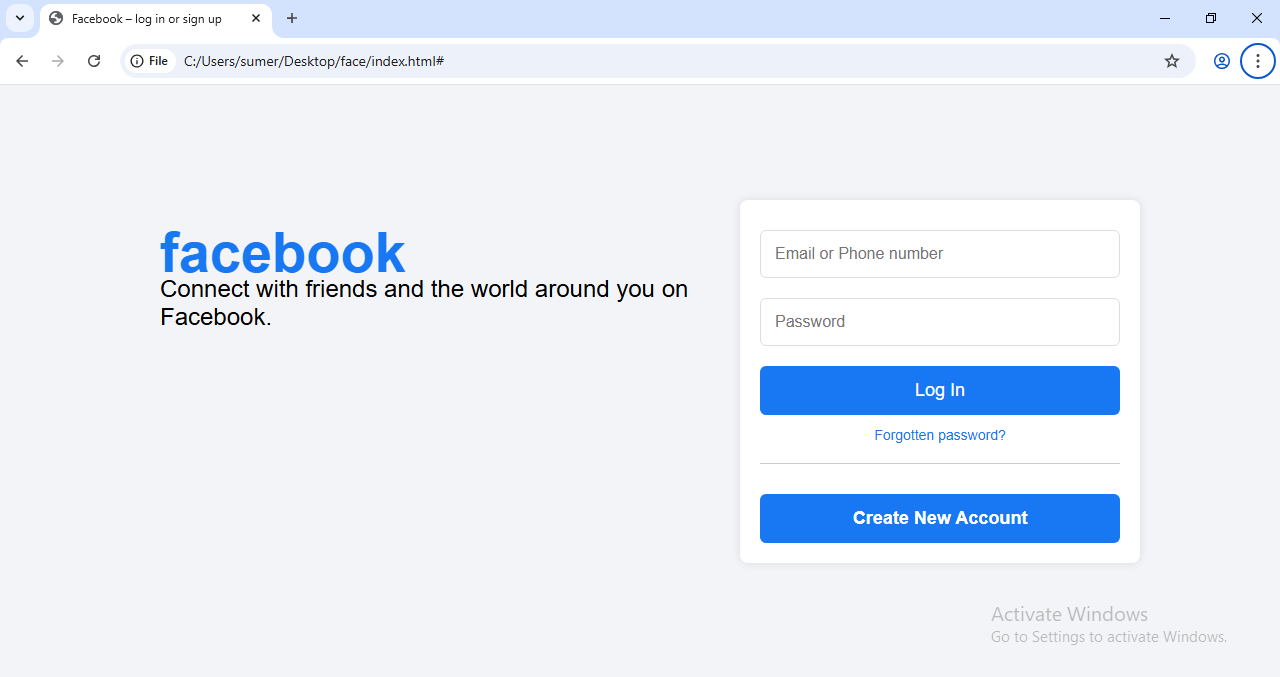 Facebook – log in or sign up
File
C:/Users/sumer/Desktop/face/index.html#
facebook
Connect with friends and the world around you on
Facebook.
Email or Phone number
Password
Log In
Forgotten password?
Create New Account
Activate Windows
Go to Settings to activate Windows.